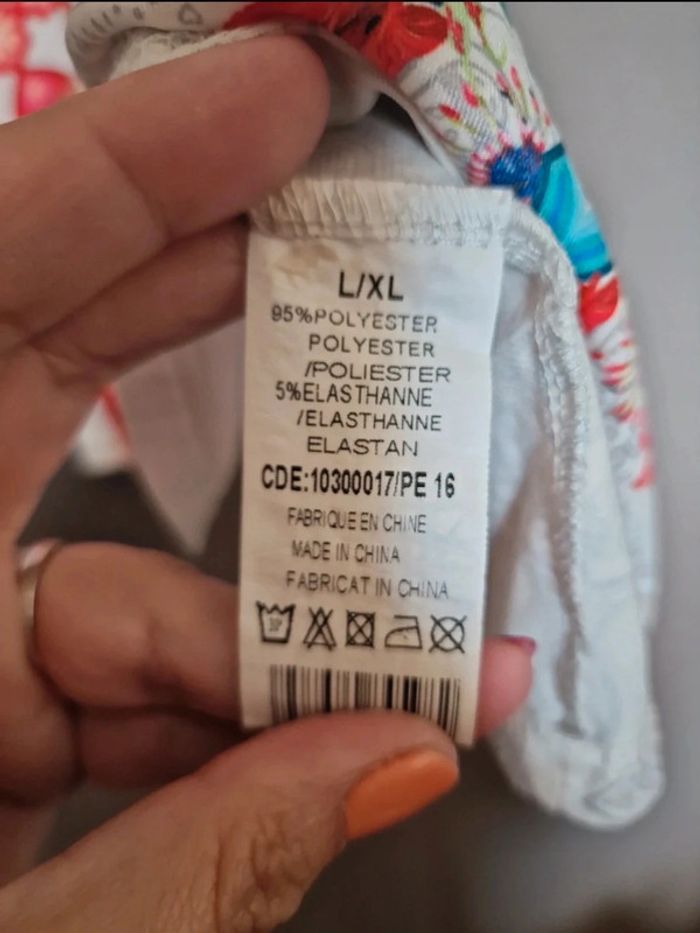 L/XL
95%POLYESTER
POLYESTER
/POLIESTER
5%ELASTHANNE
/ELASTHANNE
ELASTAN
CDE:10300017/PE 16
FABRIQUE EN CHINE
MADE IN CHINA
FABRICAT IN CHINA